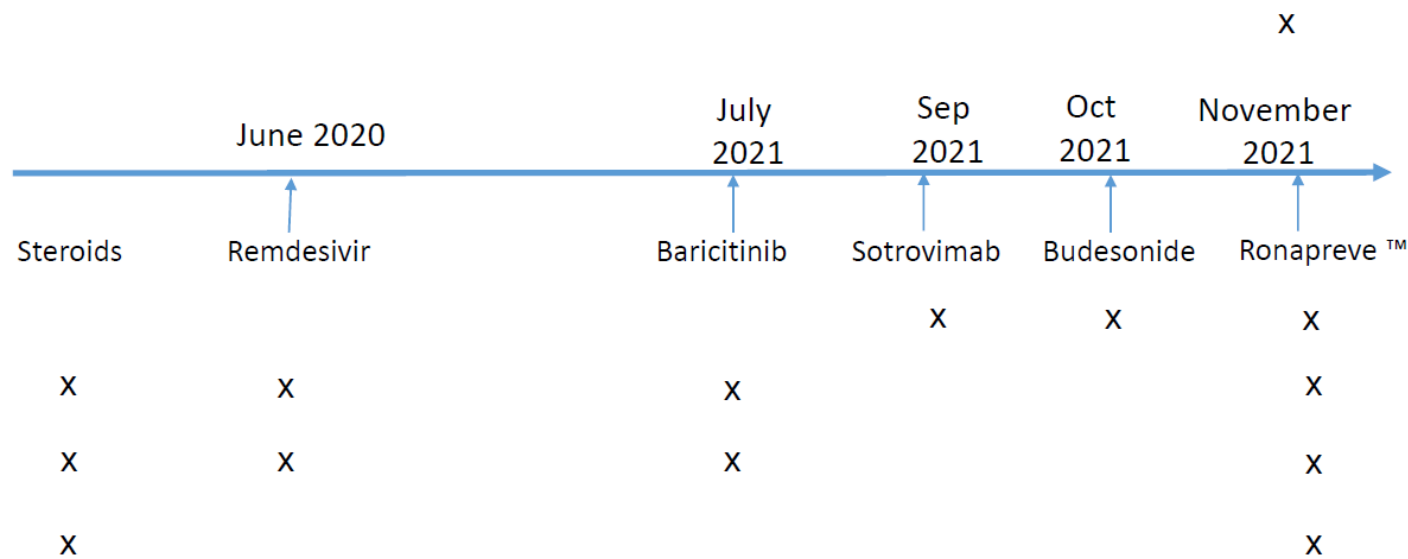 x
June 2020
July
2021
Sep
2021
Oct
2021
November
2021
Steroids Remdesivir Baricitinib Sotrovimab Budesonide Ronapreve ™
x x x
x x x x
x x x x
x x